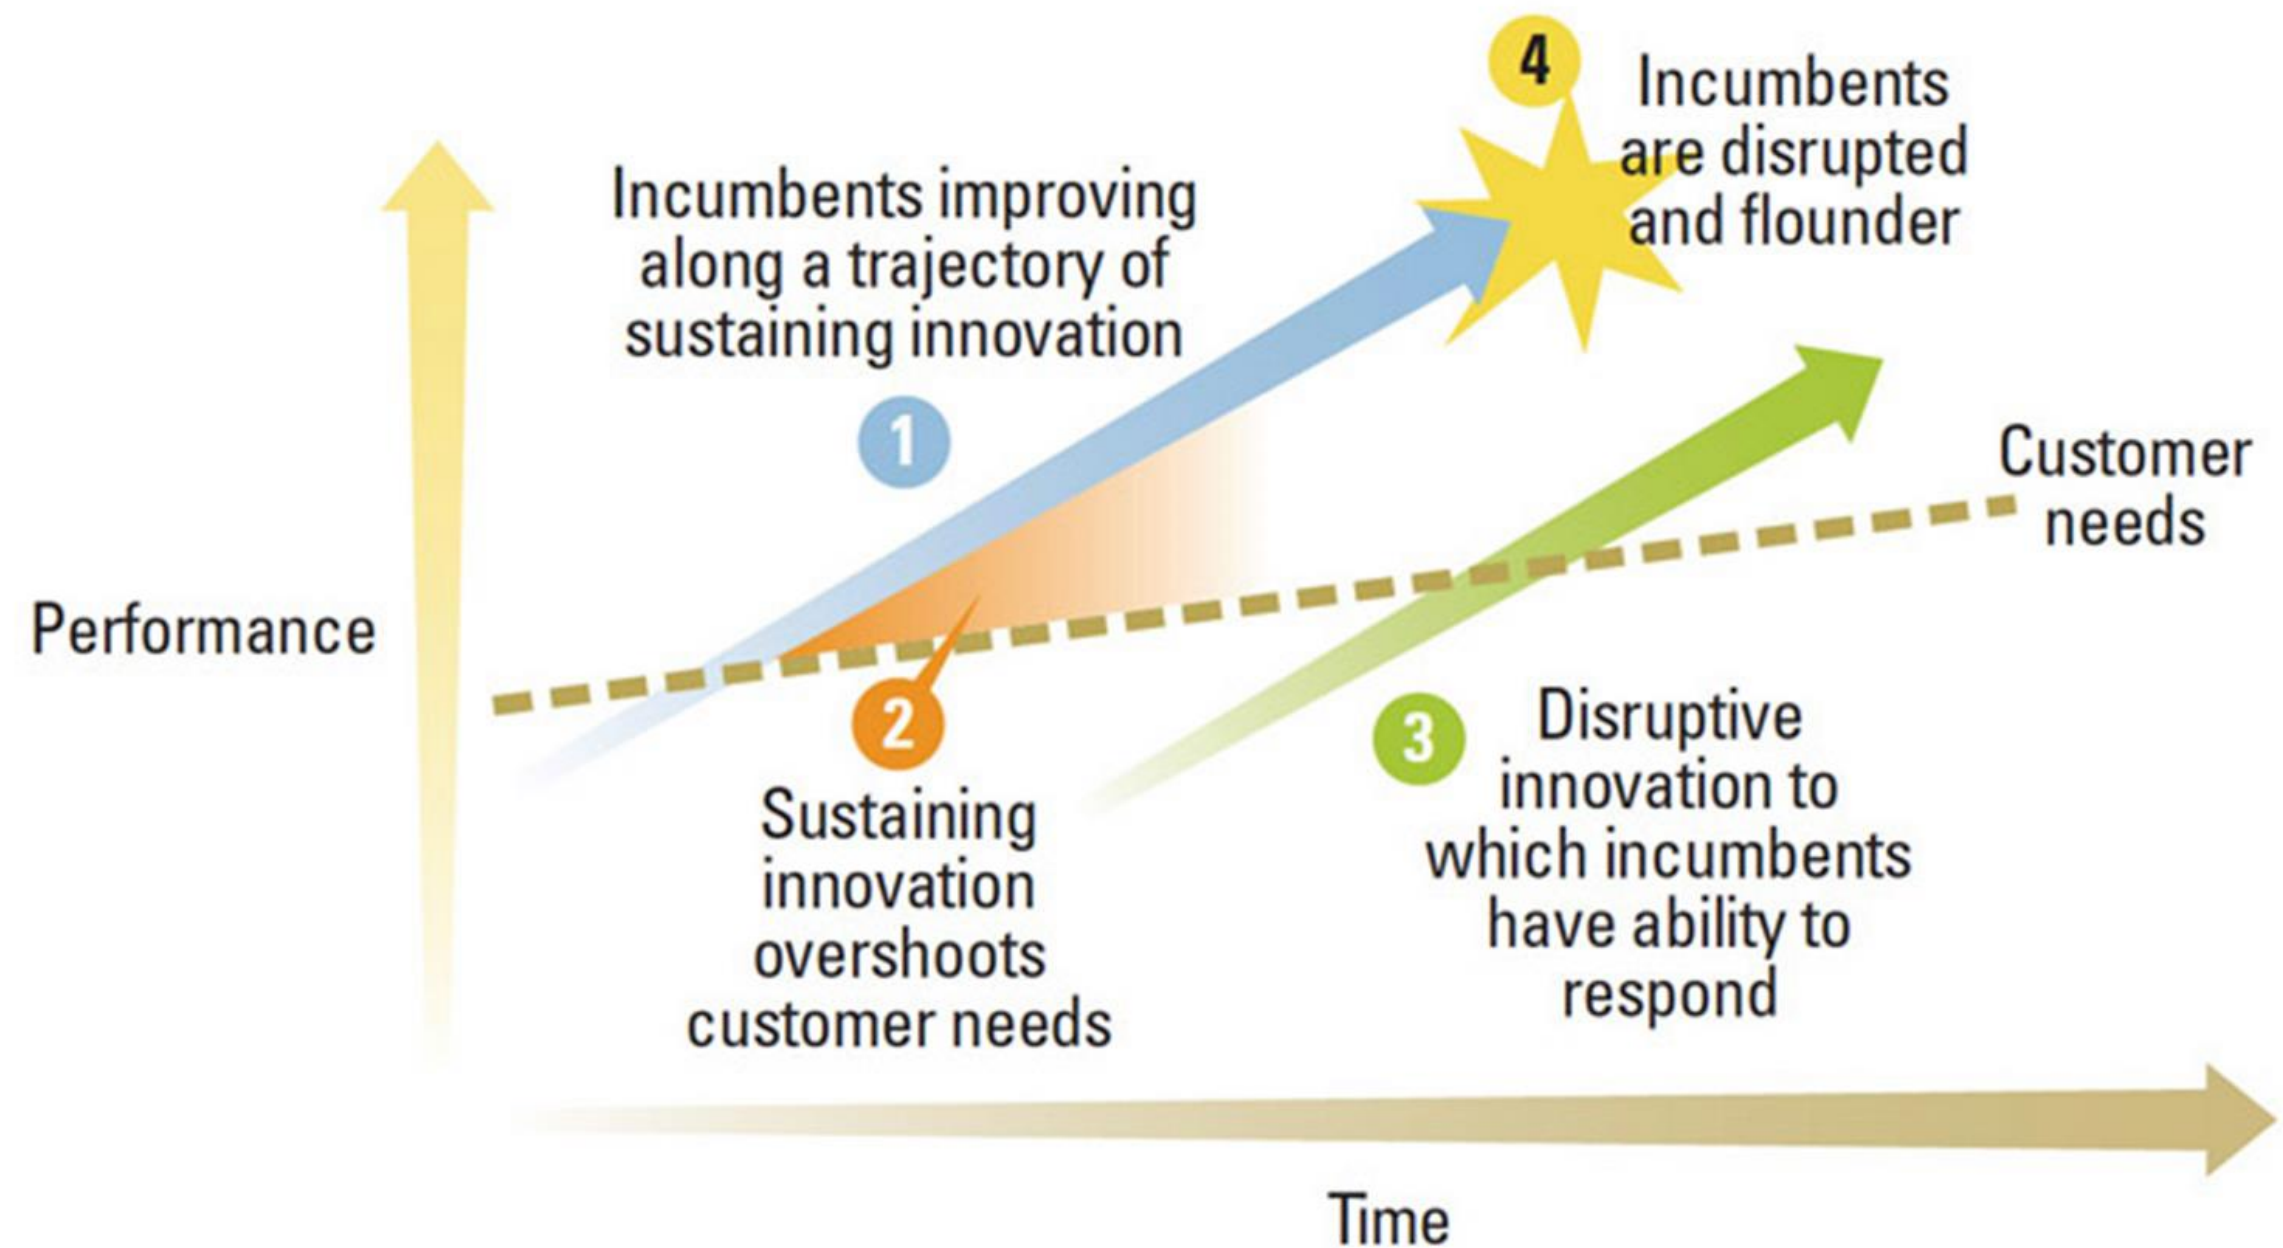 4
Incumbents
are disrupted
and flounder
Incumbents improving
along a trajectory of
sustaining innovation
1
Customer
needs
Performance
2
Sustaining
innovation
overshoots
customer needs
3
Disruptive
innovation to
which incumbents
have ability to
respond
Time